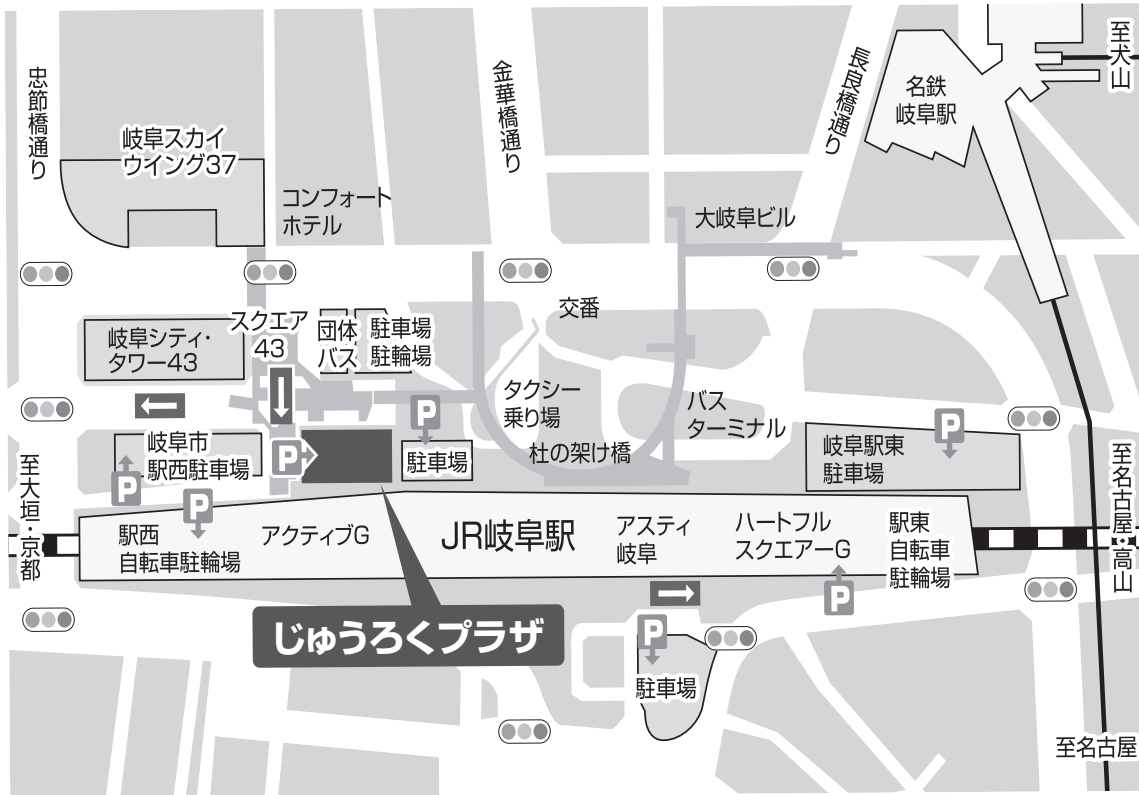 至犬山
忠節橋通り
金華橋通り
長良橋通り
名鉄
岐阜駅
岐阜スカイ
ウイング37
コンフォート
ホテル
大岐阜ビル
交番
スクエア
43
団体
バス
駐車場
駐輪場
岐阜シティ・
タワー43
タクシー
乗り場
バス
ターミナル
杜の架け橋
P
岐阜市
駅西駐車場
P
P
駐車場
P
岐阜駅東
駐車場
至大垣・京都
P
P
駅西
自転車駐輪場
アクティブG
JR岐阜駅
アスティ
岐阜
ハートフル
スクエアーG
駅東
自転車
駐輪場
至名古屋・高山
P
じゅうろくプラザ
P
駐車場
至名古屋